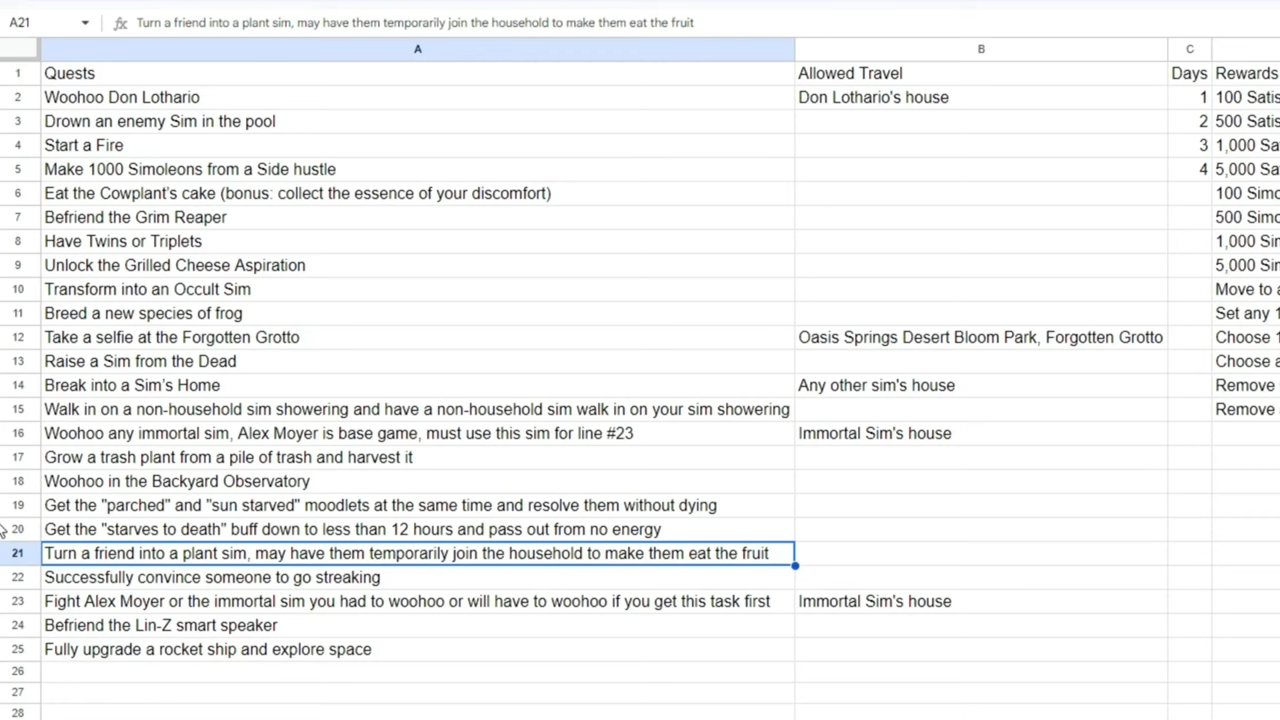 A21 fx Turn a friend into a plant sim, may have them temporarily join the household to make them eat the fruit
A B C
1 Quests Allowed Travel Days Rewards
2 Woohoo Don Lothario Don Lothario's house 1 100 Satis
3 Drown an enemy Sim in the pool 2 500 Satis
4 Start a Fire 3 1,000 Sa
5 Make 1000 Simoleons from a Side hustle 4 5,000 Sa
6 Eat the Cowplant's cake (bonus: collect the essence of your discomfort) 100 Simo
7 Befriend the Grim Reaper 500 Simo
8 Have Twins or Triplets 1,000 Sim
9 Unlock the Grilled Cheese Aspiration 5,000 Sim
10 Transform into an Occult Sim Move to a
11 Breed a new species of frog Set any 1
12 Take a selfie at the Forgotten Grotto Oasis Springs Desert Bloom Park, Forgotten Grotto Choose 1
13 Raise a Sim from the Dead Choose a
14 Break into a Sim's Home Any other sim's house Remove
15 Walk in on a non-household sim showering and have a non-household sim walk in on your sim showering Remove
16 Woohoo any immortal sim, Alex Moyer is base game, must use this sim for line #23 Immortal Sim's house
17 Grow a trash plant from a pile of trash and harvest it
18 Woohoo in the Backyard Observatory
19 Get the "parched" and "sun starved" moodlets at the same time and resolve them without dying
20 Get the "starves to death" buff down to less than 12 hours and pass out from no energy
21 Turn a friend into a plant sim, may have them temporarily join the household to make them eat the fruit
22 Successfully convince someone to go streaking
23 Fight Alex Moyer or the immortal sim you had to woohoo or will have to woohoo if you get this task first Immortal Sim's house
24 Befriend the Lin-Z smart speaker
25 Fully upgrade a rocket ship and explore space
26
27
28